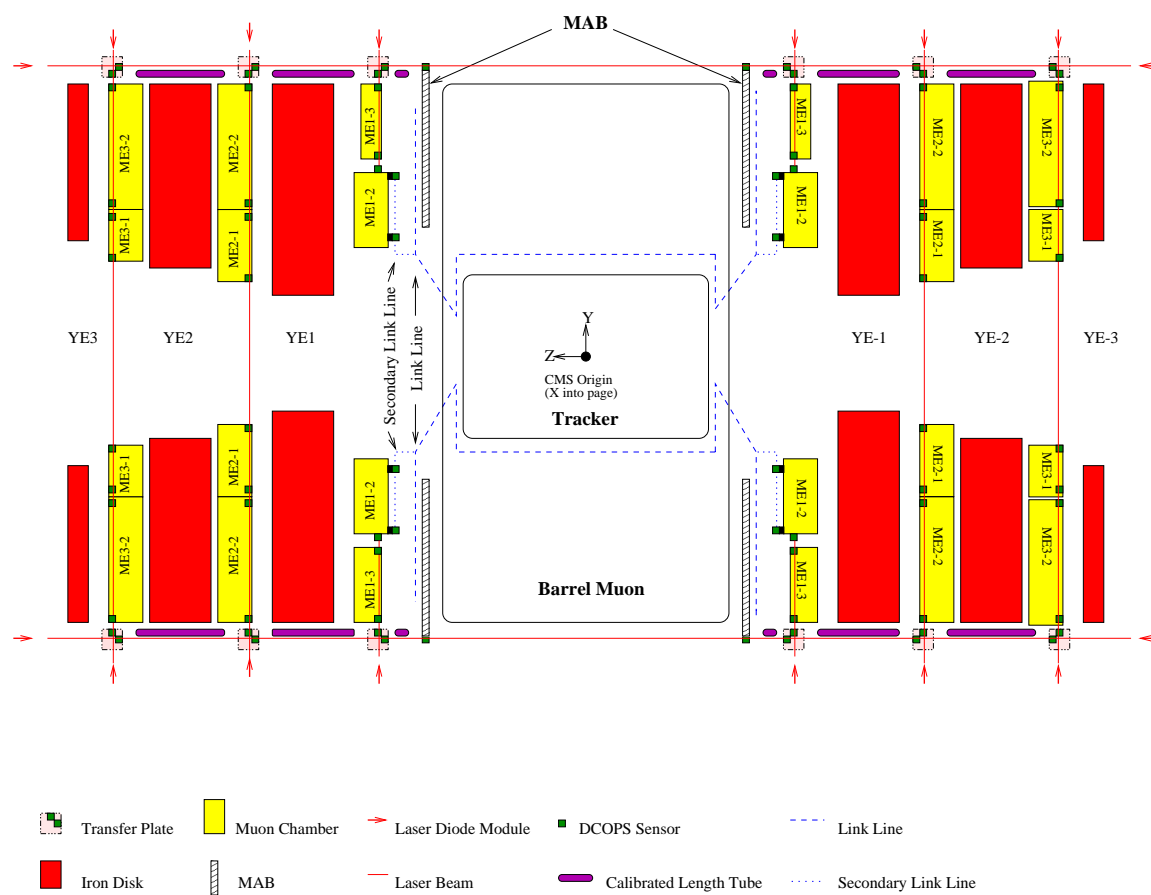 MAB
ME3-2
ME2-2
ME1-3
ME1-3
ME2-2
ME3-2
ME1-2
ME1-2
ME3-1
ME2-1
ME2-1
ME3-1
YE3
YE2
YE1
Secondary Link Line
Link Line
Y
Z
CMS Origin
(X into page)
Tracker
YE-1
YE-2
YE-3
ME3-1
ME2-1
ME1-2
ME1-2
ME2-1
ME3-1
ME3-2
ME2-2
ME1-3
Barrel Muon
ME1-3
ME2-2
ME3-2
Transfer Plate
Muon Chamber
Laser Diode Module
DCOPS Sensor
Link Line
Iron Disk
MAB
Laser Beam
Calibrated Length Tube
Secondary Link Line